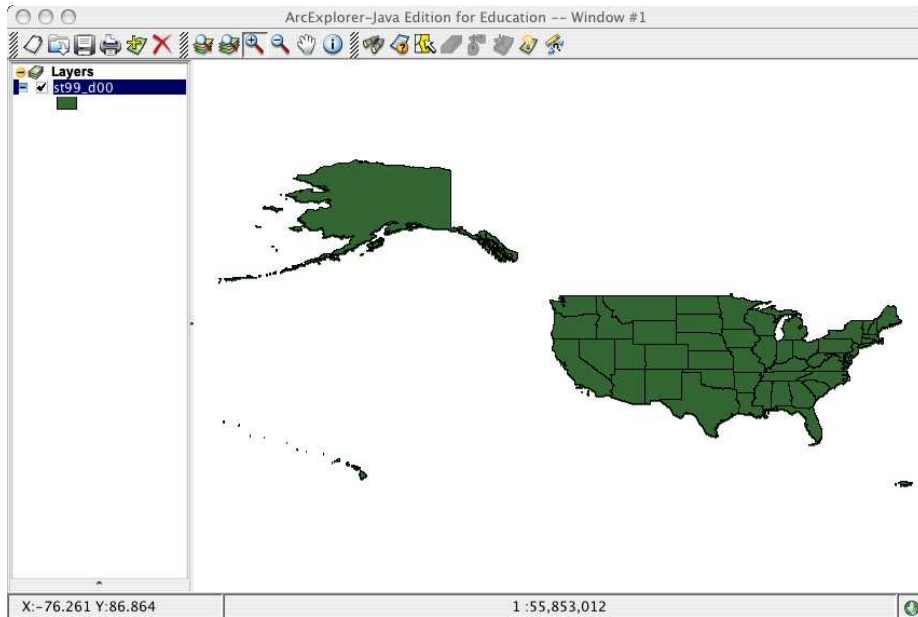 ArcExplorer-Java Edition for Education -- Window #1
Layers
st99_d00
X:-76.261 Y:86.864
1 :55,853,012